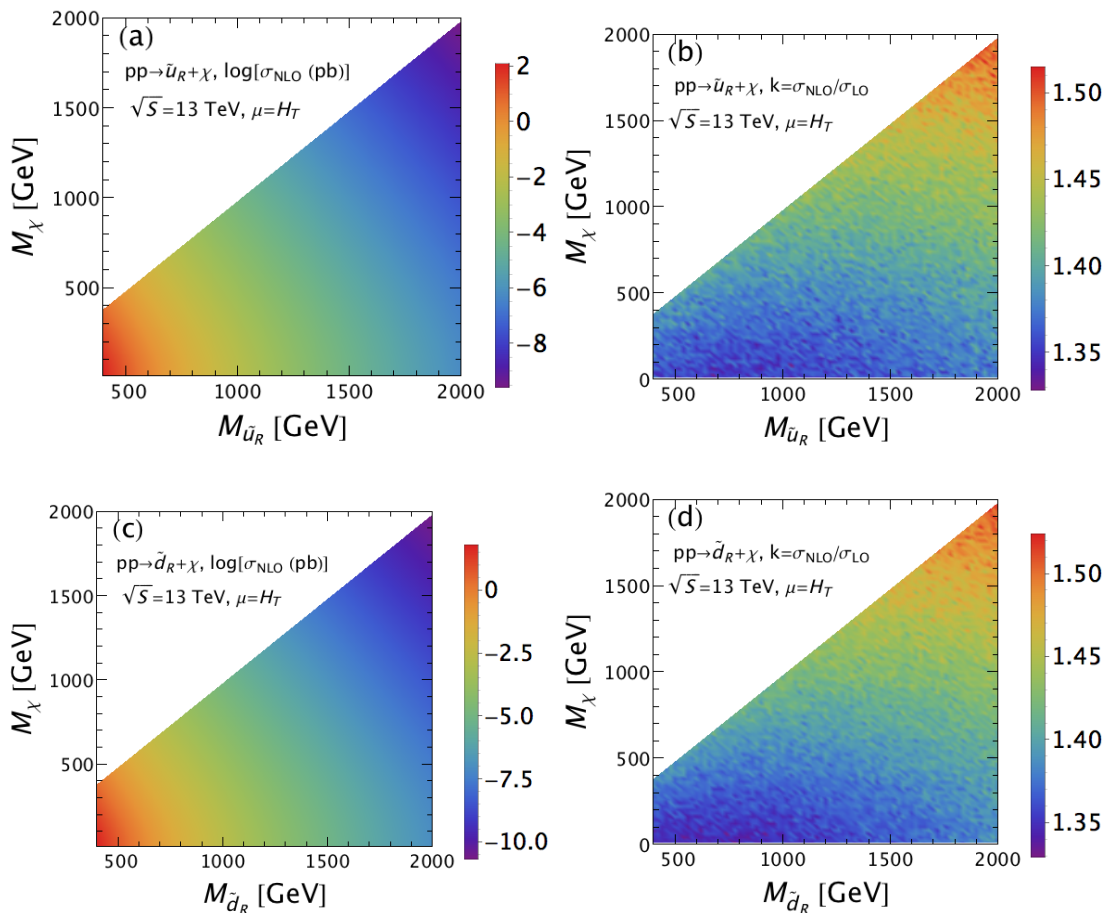 (a)
pp→ũ_R+χ, log[σ_NLO (pb)]
√S=13 TeV, μ=H_T
2000
1500
1000
500
M_χ [GeV]
500 1000 1500 2000
M_ũ_R [GeV]
2
0
−2
−4
−6
−8
(b)
pp→ũ_R+χ, k=σ_NLO/σ_LO
√S=13 TeV, μ=H_T
2000
1500
1000
500
0
M_χ [GeV]
500 1000 1500 2000
M_ũ_R [GeV]
1.50
1.45
1.40
1.35
(c)
pp→d̃_R+χ, log[σ_NLO (pb)]
√S=13 TeV, μ=H_T
2000
1500
1000
500
M_χ [GeV]
500 1000 1500 2000
M_d̃_R [GeV]
0
−2.5
−5.0
−7.5
−10.0
(d)
pp→d̃_R+χ, k=σ_NLO/σ_LO
√S=13 TeV, μ=H_T
2000
1500
1000
500
0
M_χ [GeV]
500 1000 1500 2000
M_d̃_R [GeV]
1.50
1.45
1.40
1.35